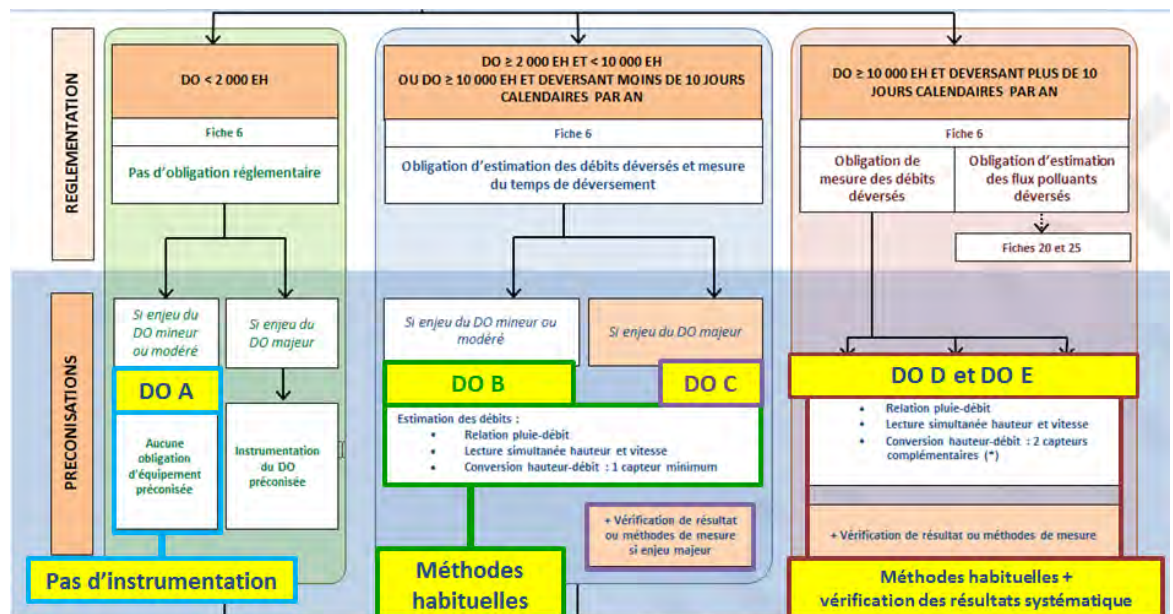 REGLEMENTATION
DO < 2 000 EH
Fiche 6
Pas d'obligation réglementaire
DO ≥ 2 000 EH ET < 10 000 EH
OU DO ≥ 10 000 EH ET DEVERSANT MOINS DE 10 JOURS
CALENDAIRES PAR AN
Fiche 6
Obligation d'estimation des débits déversés et mesure
du temps de déversement
DO ≥ 10 000 EH ET DEVERSANT PLUS DE 10
JOURS CALENDAIRES PAR AN
Fiche 6
Obligation de
mesure des débits
déversés
Obligation d'estimation
des flux polluants
déversés
Fiches 20 et 25
PRECONISATIONS
Si enjeu du
DO mineur
ou modéré
Si enjeu du
DO majeur
DO A
Aucune
obligation
d'équipement
préconisée
Instrumentation
du DO
préconisée
Pas d'instrumentation
Si enjeu du DO mineur ou
modéré
Si enjeu du DO majeur
DO B
DO C
Estimation des débits :
• Relation pluie-débit
• Lecture simultanée hauteur et vitesse
• Conversion hauteur-débit : 1 capteur minimum
+ Vérification de résultat
ou méthodes de mesure
si enjeu majeur
Méthodes
habituelles
DO D et DO E
• Relation pluie-débit
• Lecture simultanée hauteur et vitesse
• Conversion hauteur-débit : 2 capteurs
complémentaires (*)
+ Vérification de résultat ou méthodes de mesure
Méthodes habituelles +
vérification des résultats systématique